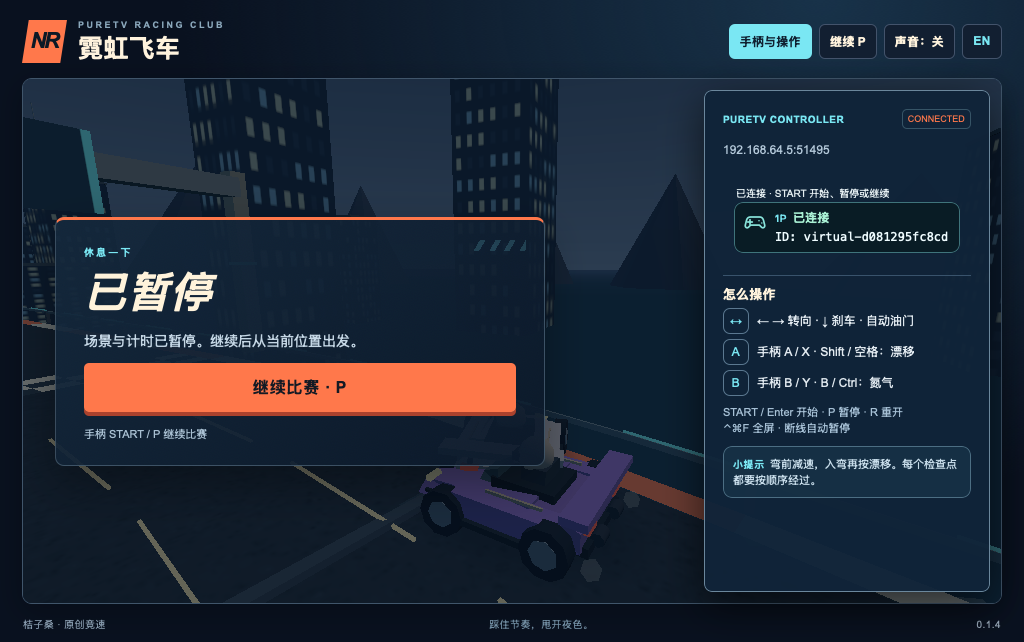 NR
PURETV RACING CLUB
霓虹飞车
手柄与操作
继续 P
声音：关
EN
休息一下
已暂停
场景与计时已暂停。继续后从当前位置出发。
继续比赛 · P
手柄 START / P 继续比赛
PURETV CONTROLLER
CONNECTED
192.168.64.5:51495
已连接 · START 开始、暂停或继续
1P 已连接
ID: virtual-d081295fc8cd
怎么操作
↔ ← → 转向 · ↓ 刹车 · 自动油门
A 手柄 A / X · Shift / 空格：漂移
B 手柄 B / Y · B / Ctrl：氮气
START / Enter 开始 · P 暂停 · R 重开
^⌘F 全屏 · 断线自动暂停
小提示 弯前减速，入弯再按漂移。每个检查点
都要按顺序经过。
桔子桑 · 原创竞速
踩住节奏，甩开夜色。
0.1.4